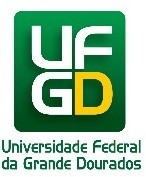 UF
GD
Universidade Federal
da Grande Dourados